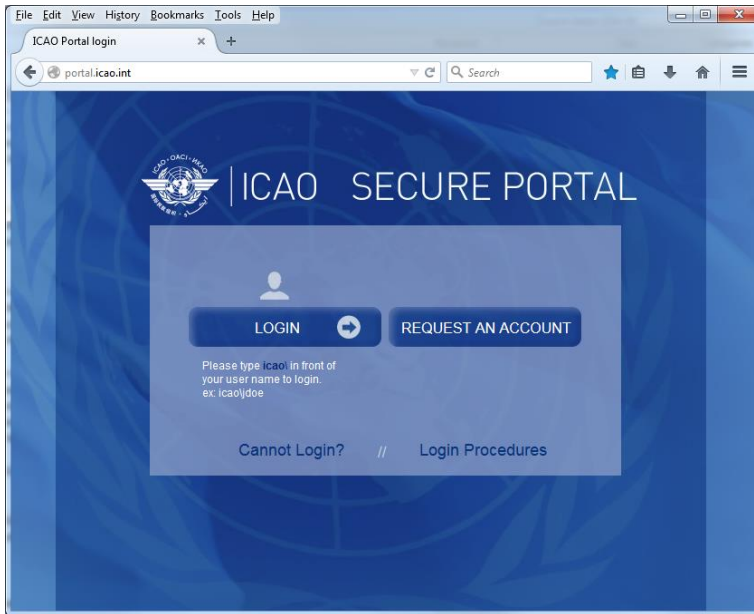 File Edit View History Bookmarks Tools Help
ICAO Portal login
portal.icao.int
Search
ICAO SECURE PORTAL
LOGIN
REQUEST AN ACCOUNT
Please type icao\ in front of
your user name to login.
ex: icao\jdoe
Cannot Login? // Login Procedures